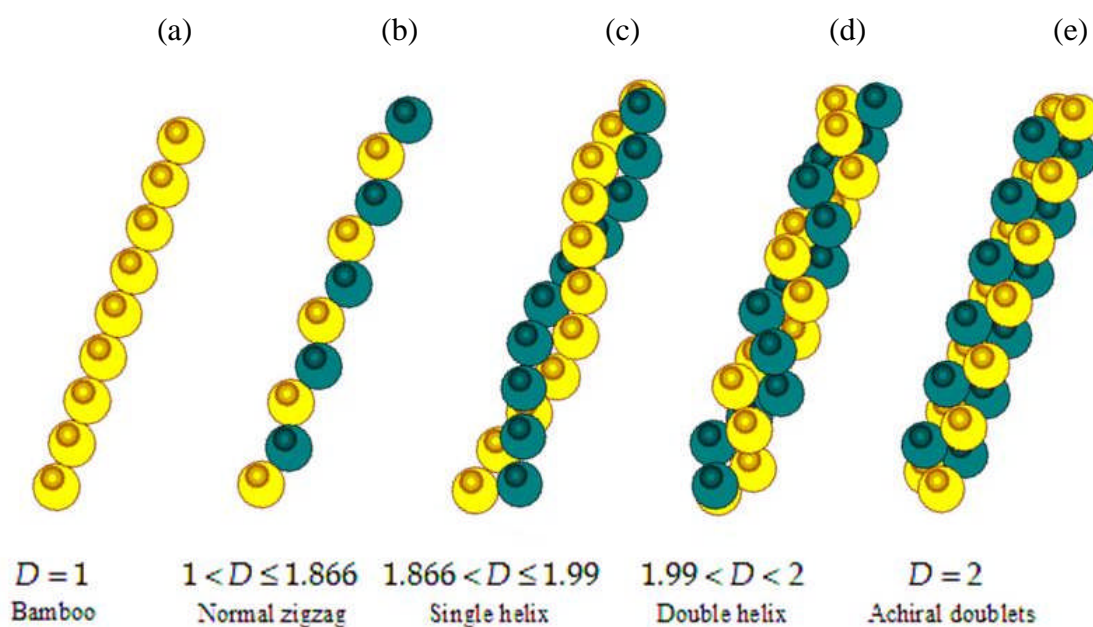 (a) (b) (c) (d) (e)
D = 1 1 < D ≤ 1.866 1.866 < D ≤ 1.99 1.99 < D < 2 D = 2
Bamboo Normal zigzag Single helix Double helix Achiral doublets